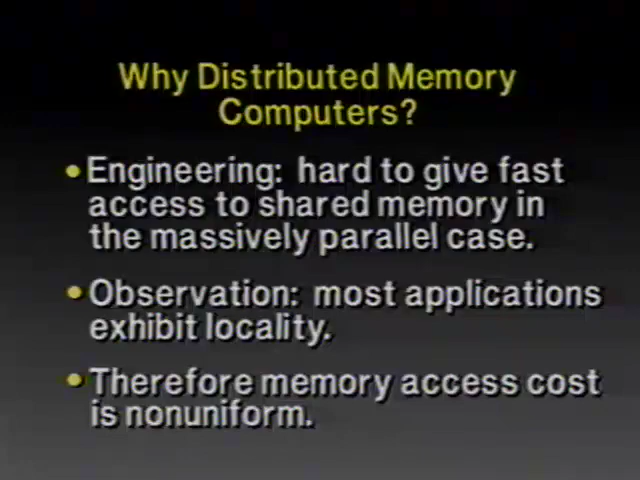 Why Distributed Memory
Computers?
• Engineering: hard to give fast
access to shared memory in
the massively parallel case.
• Observation: most applications
exhibit locality.
• Therefore memory access cost
is nonuniform.